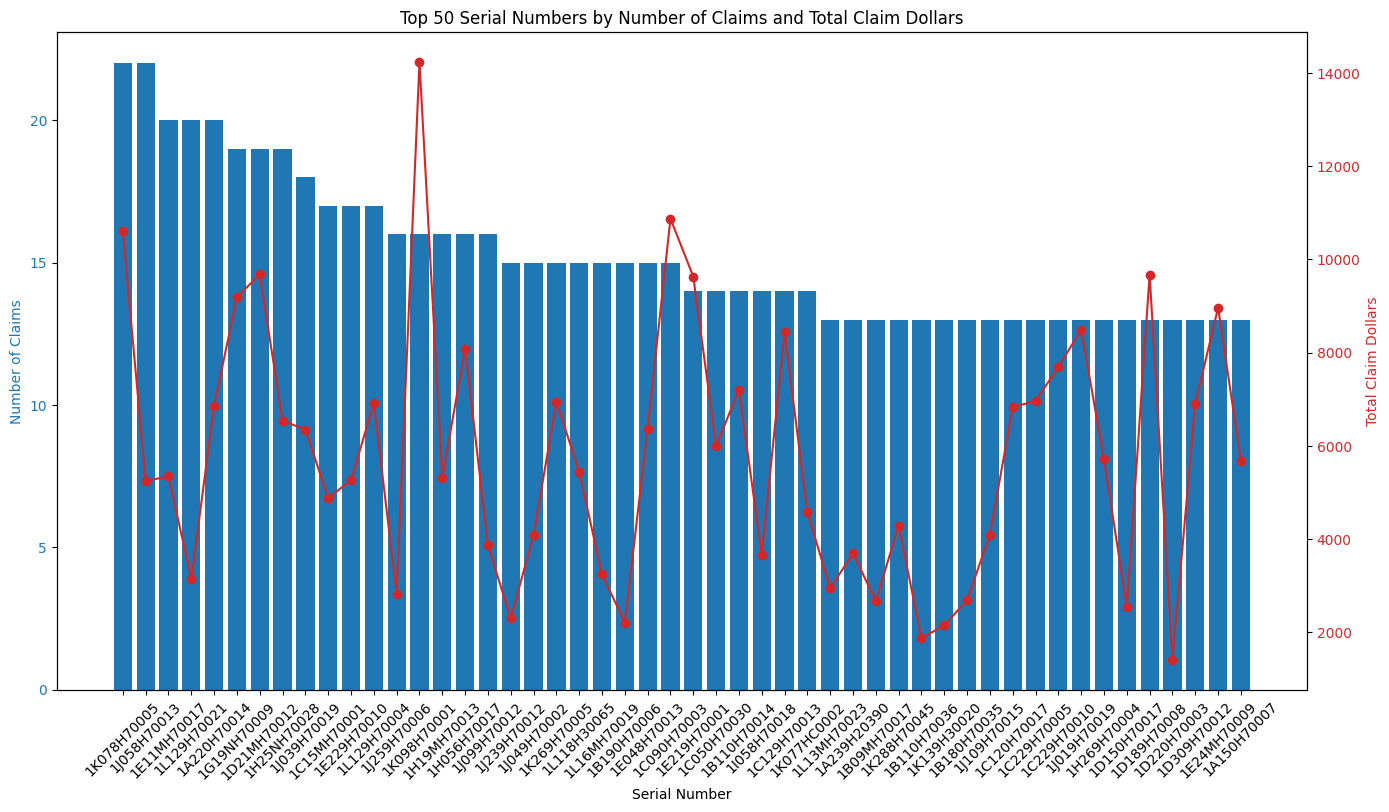 Top 50 Serial Numbers by Number of Claims and Total Claim Dollars
Number of Claims
20
15
10
5
0
14000
12000
10000
8000
6000
4000
2000
Total Claim Dollars
1K078H70005
1J058H70013
1E11MH70017
1L129H70021
1A220H70014
1G19NH70009
1D21MH70012
1H25NH70028
1J039H70019
1C15MH70001
1E229H70010
1L129H70004
1J259H70006
1K098H70001
1H19MH70013
1H056H70017
1J099H70012
1J239H70012
1J049H70002
1K269H70005
1L118H30065
1L16MH70019
1B190H70006
1E048H70013
1C090H70003
1E219H70001
1C050H70030
1B110H70014
1I058H70018
1C129H70013
1K077HC0002
1L13MH70023
1A239H20390
1B09MH70017
1K288H70045
1B110H70036
1K139H30020
1B180H70035
1J109H70015
1C120H70017
1C229H70005
1C229H70010
1J019H70019
1H269H70004
1D150H70017
1D189H70008
1D220H70003
1D309H70012
1E24MH70009
1A150H70007
Serial Number